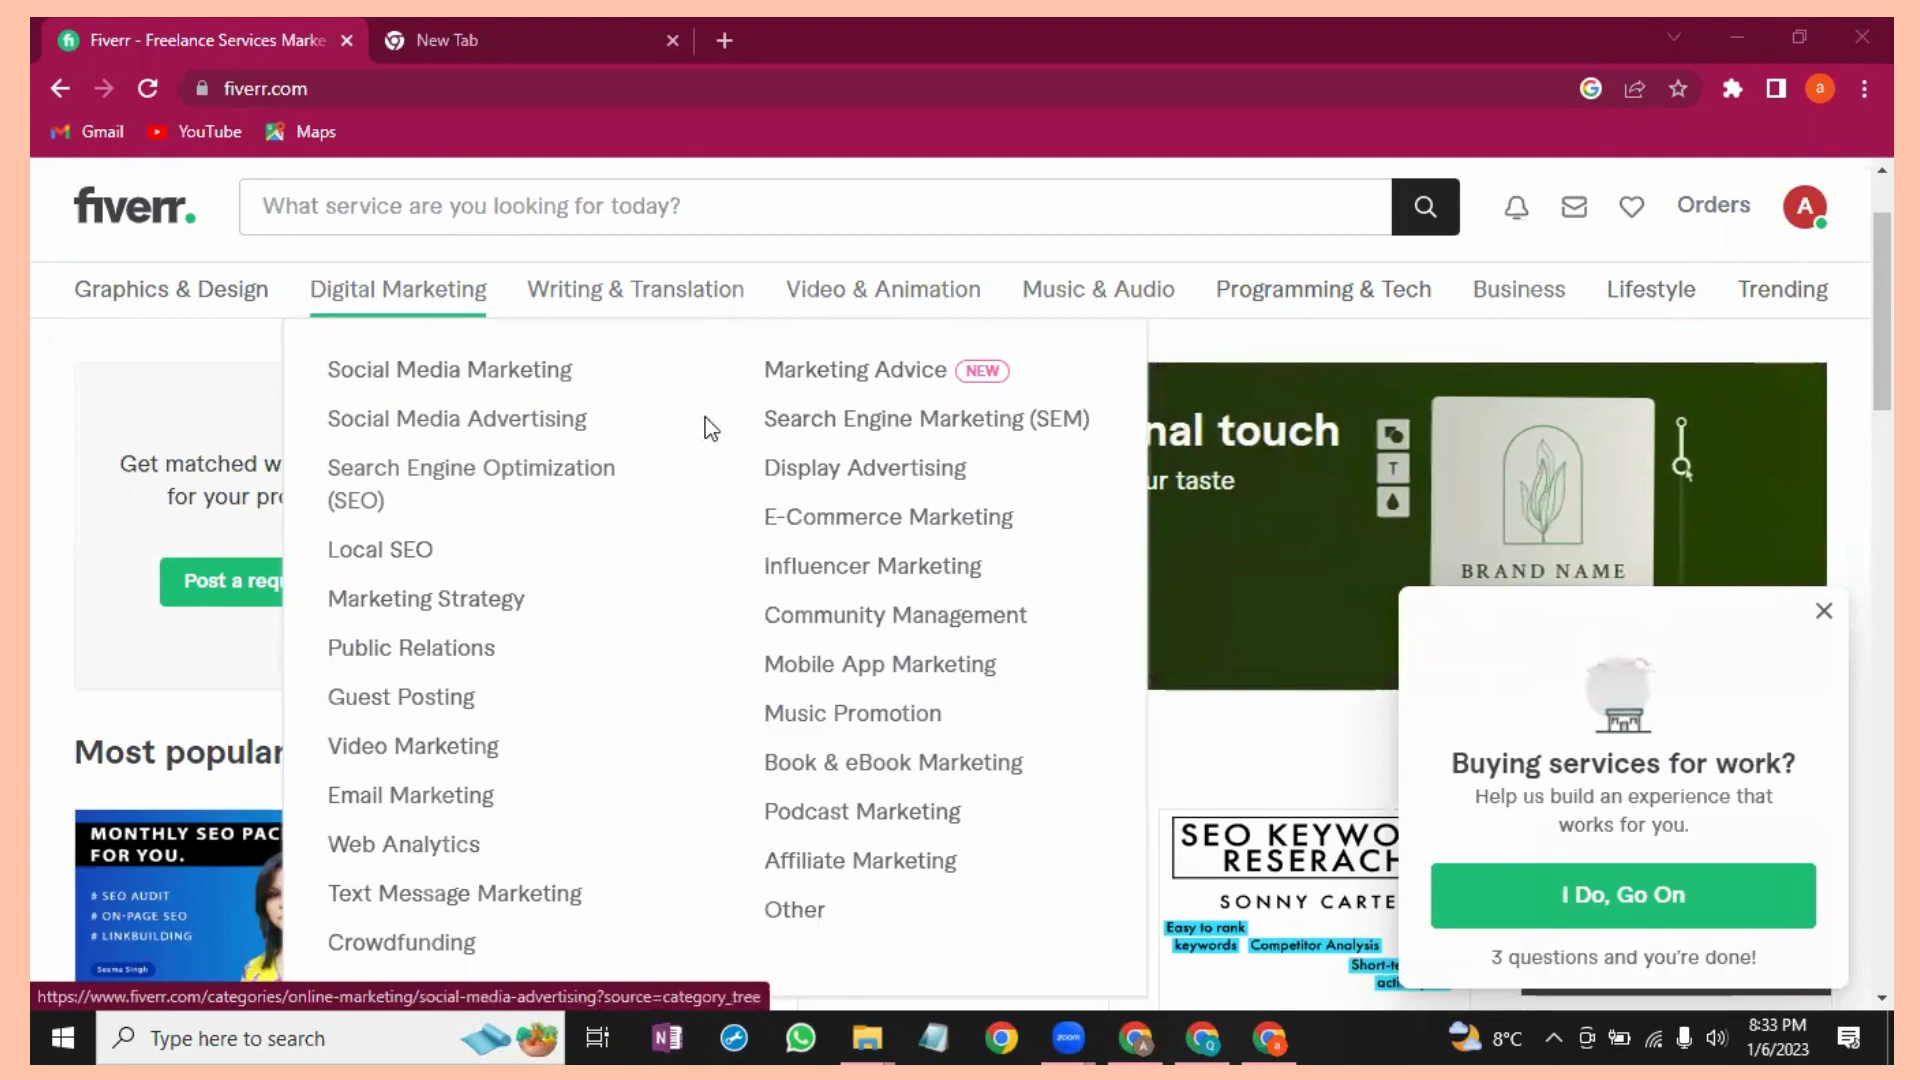 Fiverr - Freelance Services Marke
New Tab
fiverr.com
a
Gmail
YouTube
Maps
fiverr.
What service are you looking for today?
Orders
A
Graphics & Design
Digital Marketing
Writing & Translation
Video & Animation
Music & Audio
Programming & Tech
Business
Lifestyle
Trending
Get matched w
for your pro
Post a requ
Social Media Marketing
Social Media Advertising
Search Engine Optimization
(SEO)
Local SEO
Marketing Strategy
Public Relations
Guest Posting
Video Marketing
Email Marketing
Web Analytics
Text Message Marketing
Crowdfunding
Marketing Advice NEW
Search Engine Marketing (SEM)
Display Advertising
E-Commerce Marketing
Influencer Marketing
Community Management
Mobile App Marketing
Music Promotion
Book & eBook Marketing
Podcast Marketing
Affiliate Marketing
Other
nal touch
ur taste
T
BRAND NAME
Buying services for work?
Help us build an experience that
works for you.
I Do, Go On
3 questions and you're done!
Most popular
MONTHLY SEO PAC
FOR YOU.
# SEO AUDIT
# ON-PAGE SEO
# LINKBUILDING
Seema Singh
SEO KEYWO
RESERACH
SONNY CARTE
Easy to rank
keywords
Competitor Analysis
Short-te
acti
https://www.fiverr.com/categories/online-marketing/social-media-advertising?source=category_tree
Type here to search
N
zoom
A
Q
a
8°C
8:33 PM
1/6/2023